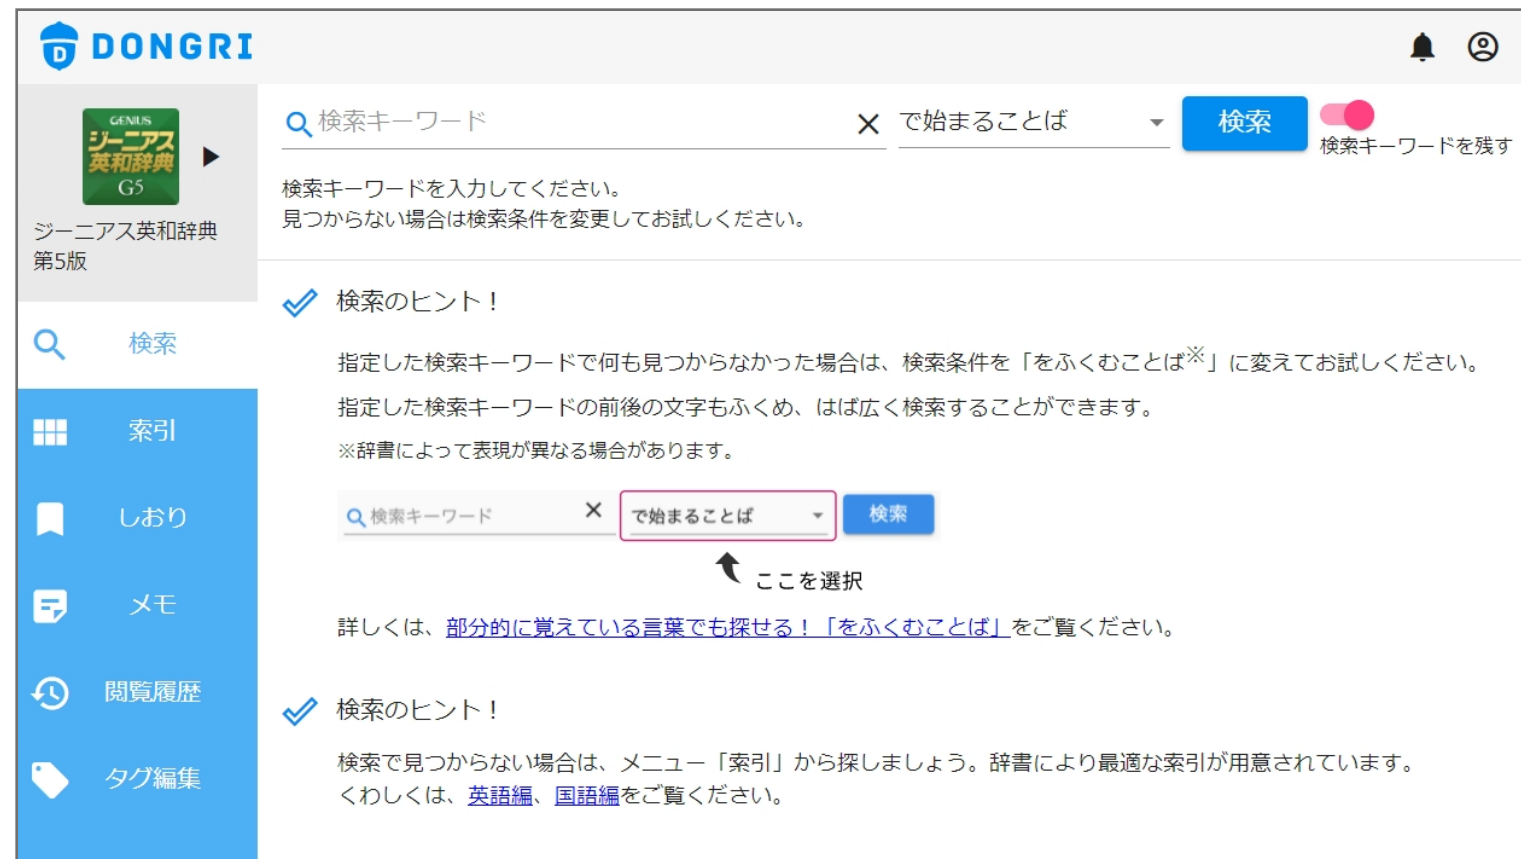 DONGRI
GENIUS
ジーニアス
英和辞典
G5
ジーニアス英和辞典
第5版
検索
索引
しおり
メモ
閲覧履歴
タグ編集
検索キーワード
で始まることば
検索
検索キーワードを残す
検索キーワードを入力してください。
見つからない場合は検索条件を変更してお試しください。
検索のヒント！
指定した検索キーワードで何も見つからなかった場合は、検索条件を「をふくむことば※」に変えてお試しください。
指定した検索キーワードの前後の文字もふくめ、はば広く検索することができます。
※辞書によって表現が異なる場合があります。
検索キーワード
で始まることば
検索
ここを選択
詳しくは、部分的に覚えている言葉でも探せる！「をふくむことば」をご覧ください。
検索のヒント！
検索で見つからない場合は、メニュー「索引」から探しましょう。辞書により最適な索引が用意されています。
くわしくは、英語編、国語編をご覧ください。